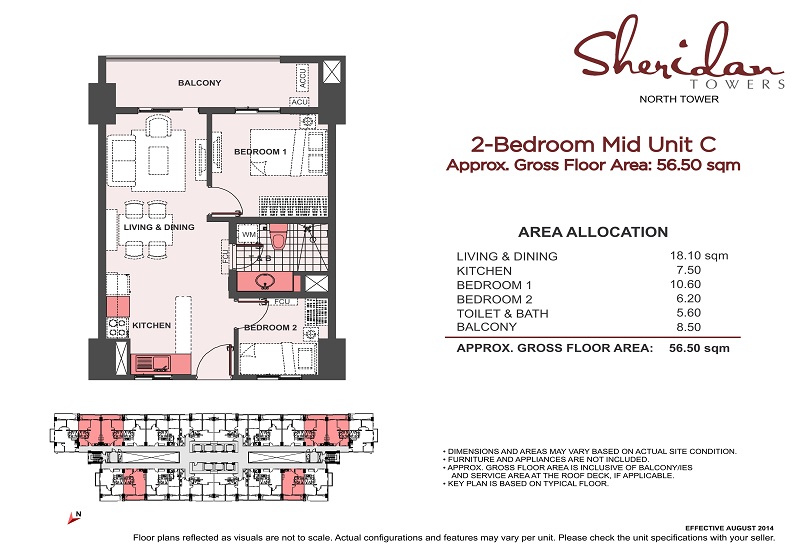 Sheridan
TOWERS
NORTH TOWER
2-Bedroom Mid Unit C
Approx. Gross Floor Area: 56.50 sqm
BALCONY
ACCU
ACU
BEDROOM 1
LIVING & DINING
WM
FCU
T & B
FCU
KITCHEN
BEDROOM 2
AREA ALLOCATION
LIVING & DINING 18.10 sqm
KITCHEN 7.50
BEDROOM 1 10.60
BEDROOM 2 6.20
TOILET & BATH 5.60
BALCONY 8.50
APPROX. GROSS FLOOR AREA: 56.50 sqm
• DIMENSIONS AND AREAS MAY VARY BASED ON ACTUAL SITE CONDITION.
• FURNITURE AND APPLIANCES ARE NOT INCLUDED.
• APPROX. GROSS FLOOR AREA IS INCLUSIVE OF BALCONY/IES
AND SERVICE AREA AT THE ROOF DECK, IF APPLICABLE.
• KEY PLAN IS BASED ON TYPICAL FLOOR.
N
EFFECTIVE AUGUST 2014
Floor plans reflected as visuals are not to scale. Actual configurations and features may vary per unit. Please check the unit specifications with your seller.